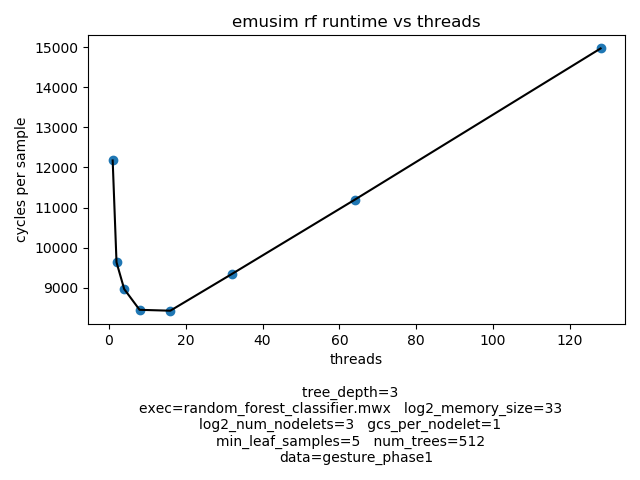 emusim rf runtime vs threads
15000
14000
13000
12000
11000
10000
9000
cycles per sample
0 20 40 60 80 100 120
threads
tree_depth=3
exec=random_forest_classifier.mwx log2_memory_size=33
log2_num_nodelets=3 gcs_per_nodelet=1
min_leaf_samples=5 num_trees=512
data=gesture_phase1